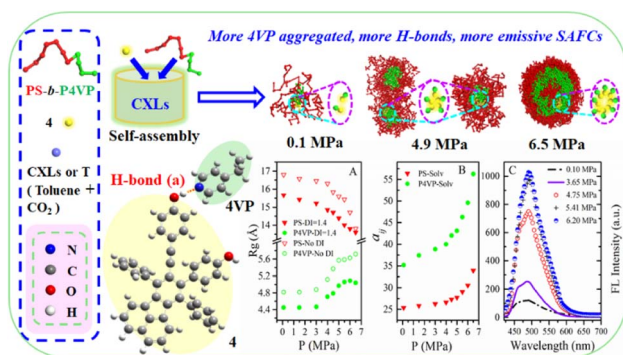 More 4VP aggregated, more H-bonds, more emissive SAFCs
PS-b-P4VP
4
CXLs or T
(Toluene +
CO2)
N
C
O
H
CXLs
Self-assembly
0.1 MPa
4.9 MPa
6.5 MPa
H-bond (a)
4VP
4
A
Rg (Å)
17
16
15
14
13
5.6
5.2
4.8
4.4
PS-DI=1.4
P4VP-DI=1.4
PS-No DI
P4VP-No DI
0 1 2 3 4 5 6 7
P (MPa)
B
aij
PS-Solv
P4VP-Solv
60
55
50
45
40
35
30
25
20
0 1 2 3 4 5 6 7
P (MPa)
C
FL Intensity (a.u.)
0.10 MPa
3.65 MPa
4.75 MPa
5.41 MPa
6.20 MPa
1000
800
600
400
200
0
450 500 550 600 700
Wavelength (nm)